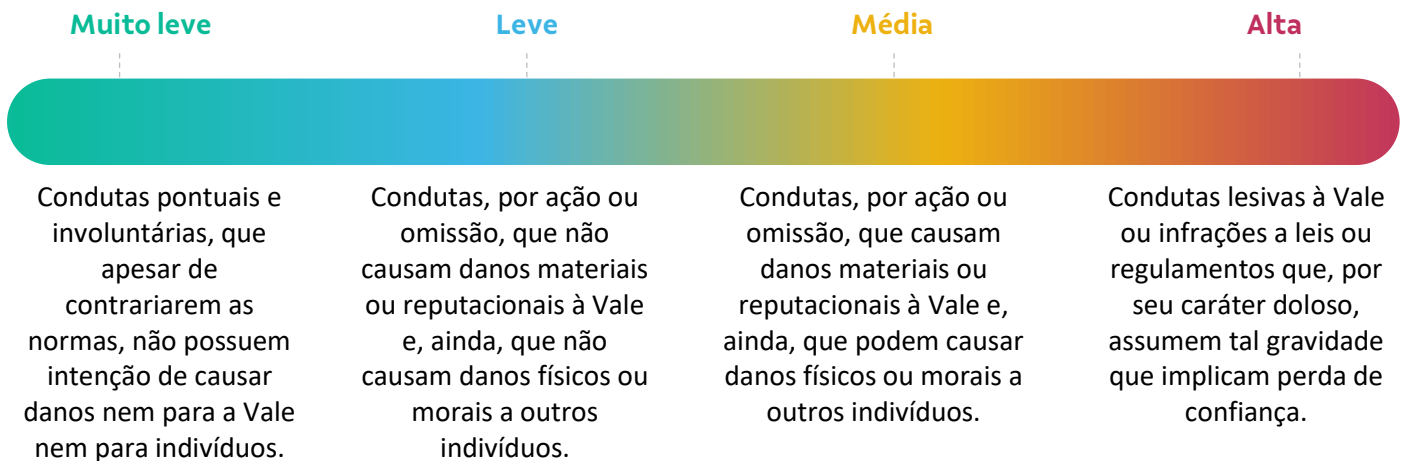 Muito leve
Leve
Média
Alta
Condutas pontuais e
involuntárias, que
apesar de
contrariarem as
normas, não possuem
intenção de causar
danos nem para a Vale
nem para indivíduos.
Condutas, por ação ou
omissão, que não
causam danos materiais
ou reputacionais à Vale
e, ainda, que não
causam danos físicos ou
morais a outros
indivíduos.
Condutas, por ação ou
omissão, que causam
danos materiais ou
reputacionais à Vale e,
ainda, que podem causar
danos físicos ou morais a
outros indivíduos.
Condutas lesivas à Vale
ou infrações a leis ou
regulamentos que, por
seu caráter doloso,
assumem tal gravidade
que implicam perda de
confiança.